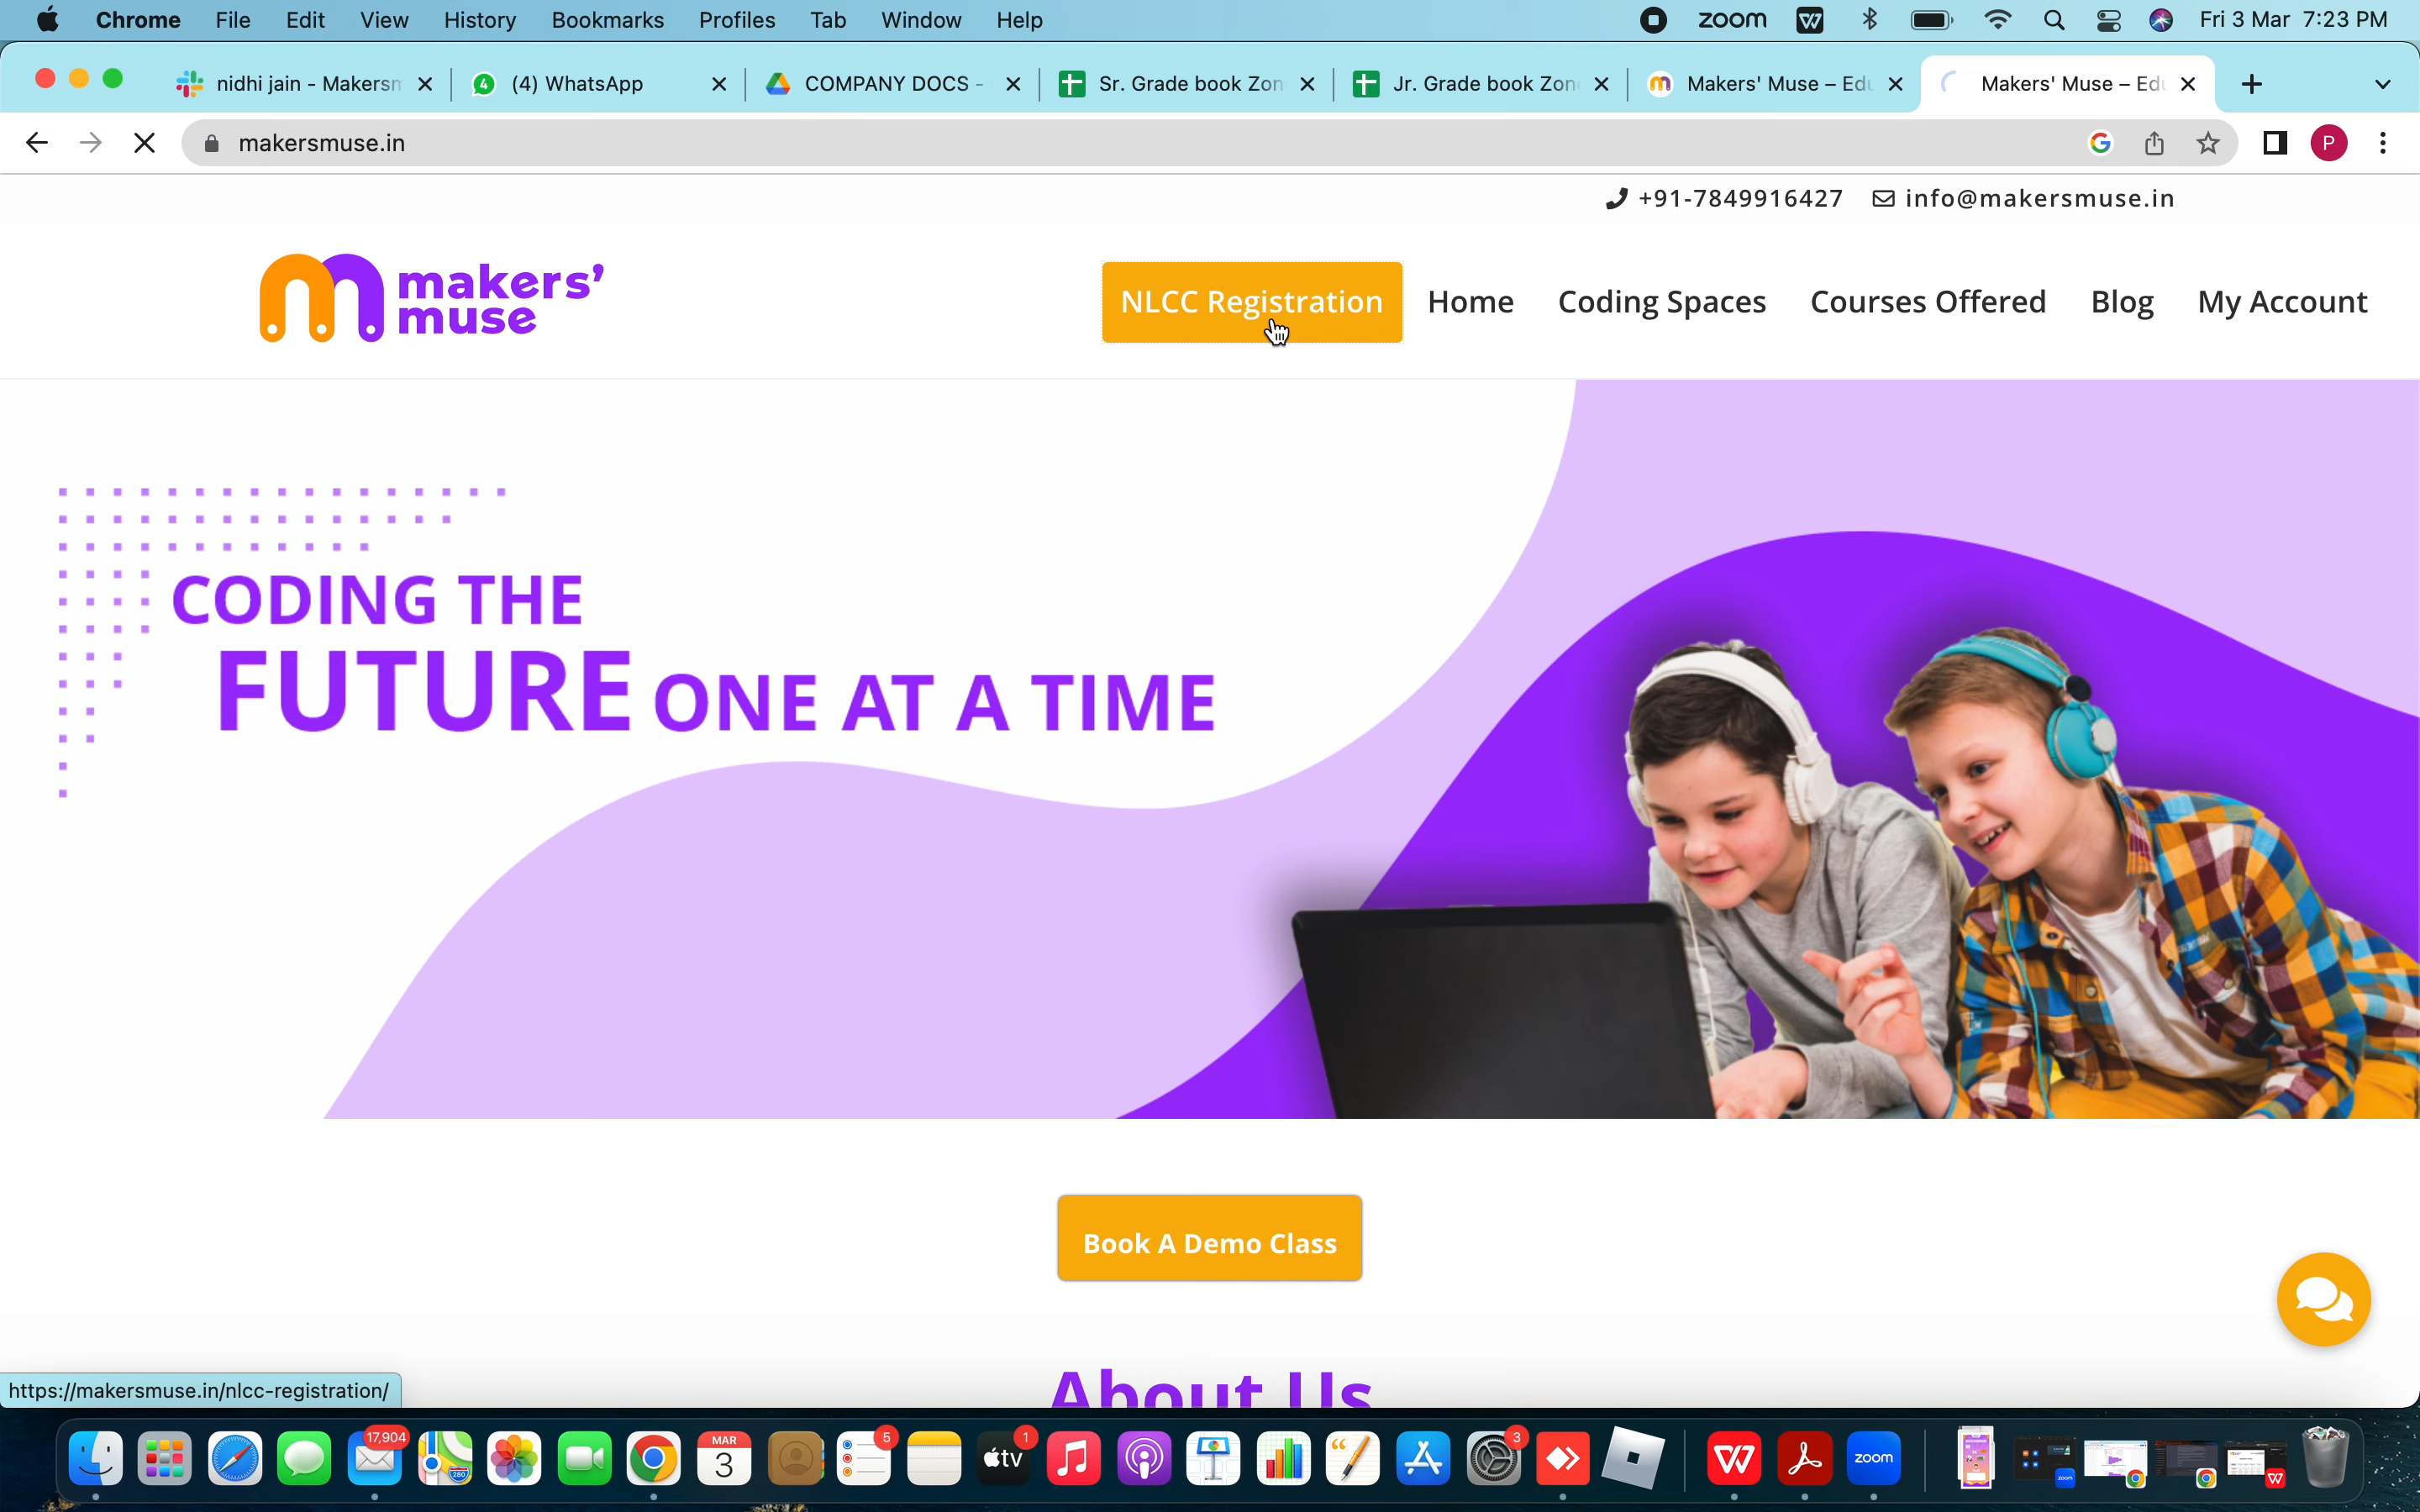 Chrome File Edit View History Bookmarks Profiles Tab Window Help zoom Fri 3 Mar 7:23 PM
nidhi jain - Makersm (4) WhatsApp COMPANY DOCS - Sr. Grade book Zon Jr. Grade book Zon Makers' Muse – Edu Makers' Muse – Edu
makersmuse.in P
+91-7849916427 info@makersmuse.in
makers'
muse
NLCC Registration Home Coding Spaces Courses Offered Blog My Account
CODING THE
FUTURE ONE AT A TIME
Book A Demo Class
About Us
https://makersmuse.in/nlcc-registration/
17,904 280 MAR 3 5 tv 1 3 zoom